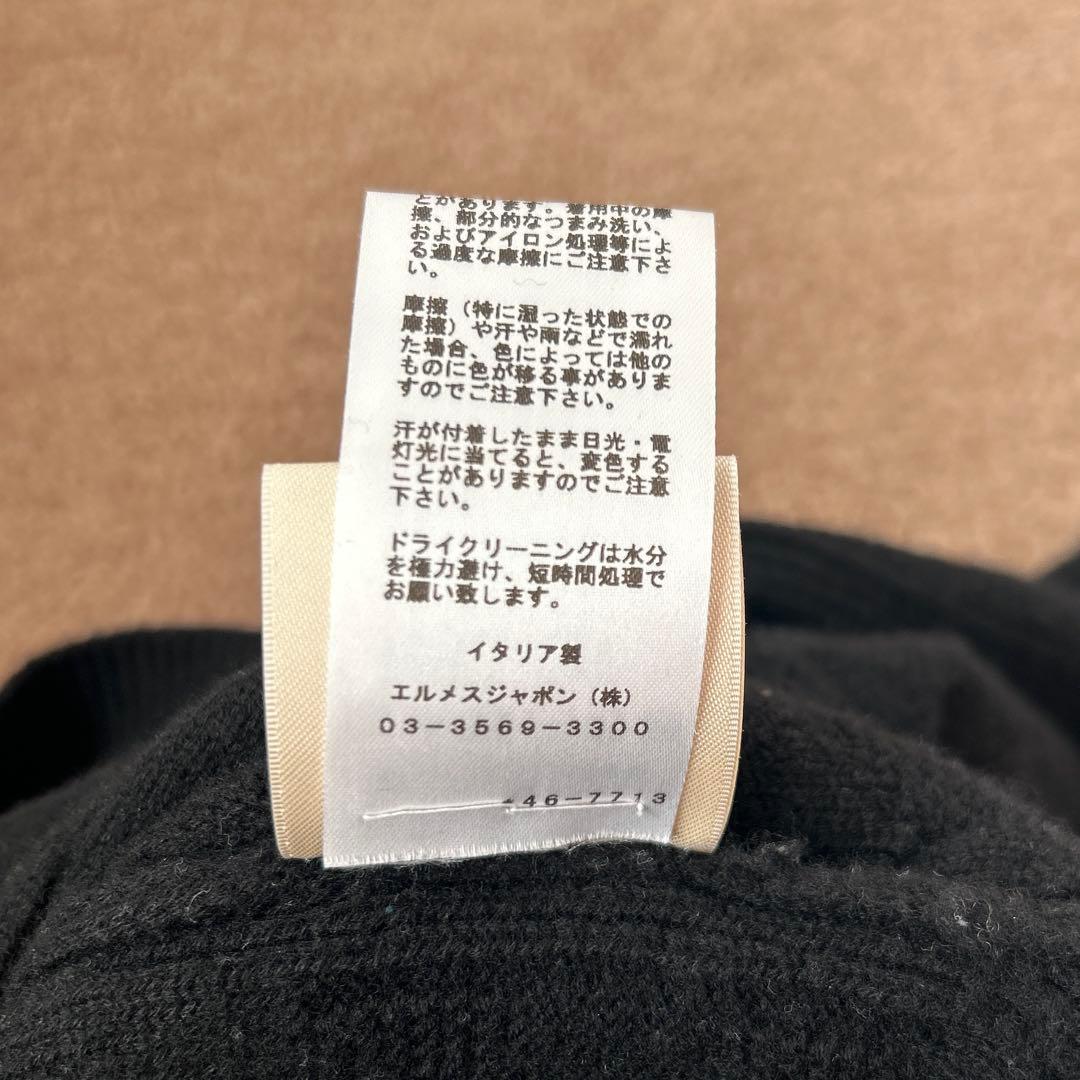 とがあります。着用中の摩
擦、部分的なつまみ洗い、
およびアイロン処理等によ
る過度な摩擦にご注意下さ
い。
摩擦（特に湿った状態での
摩擦）や汗や雨などで濡れ
た場合、色によっては他の
ものに色が移る事がありま
すのでご注意下さい。
汗が付着したまま日光・電
灯光に当てると、変色する
ことがありますのでご注意
下さい。
ドライクリーニングは水分
を極力避け、短時間処理で
お願い致します。
イタリア製
エルメスジャポン（株）
03-3569-3300
46-7713